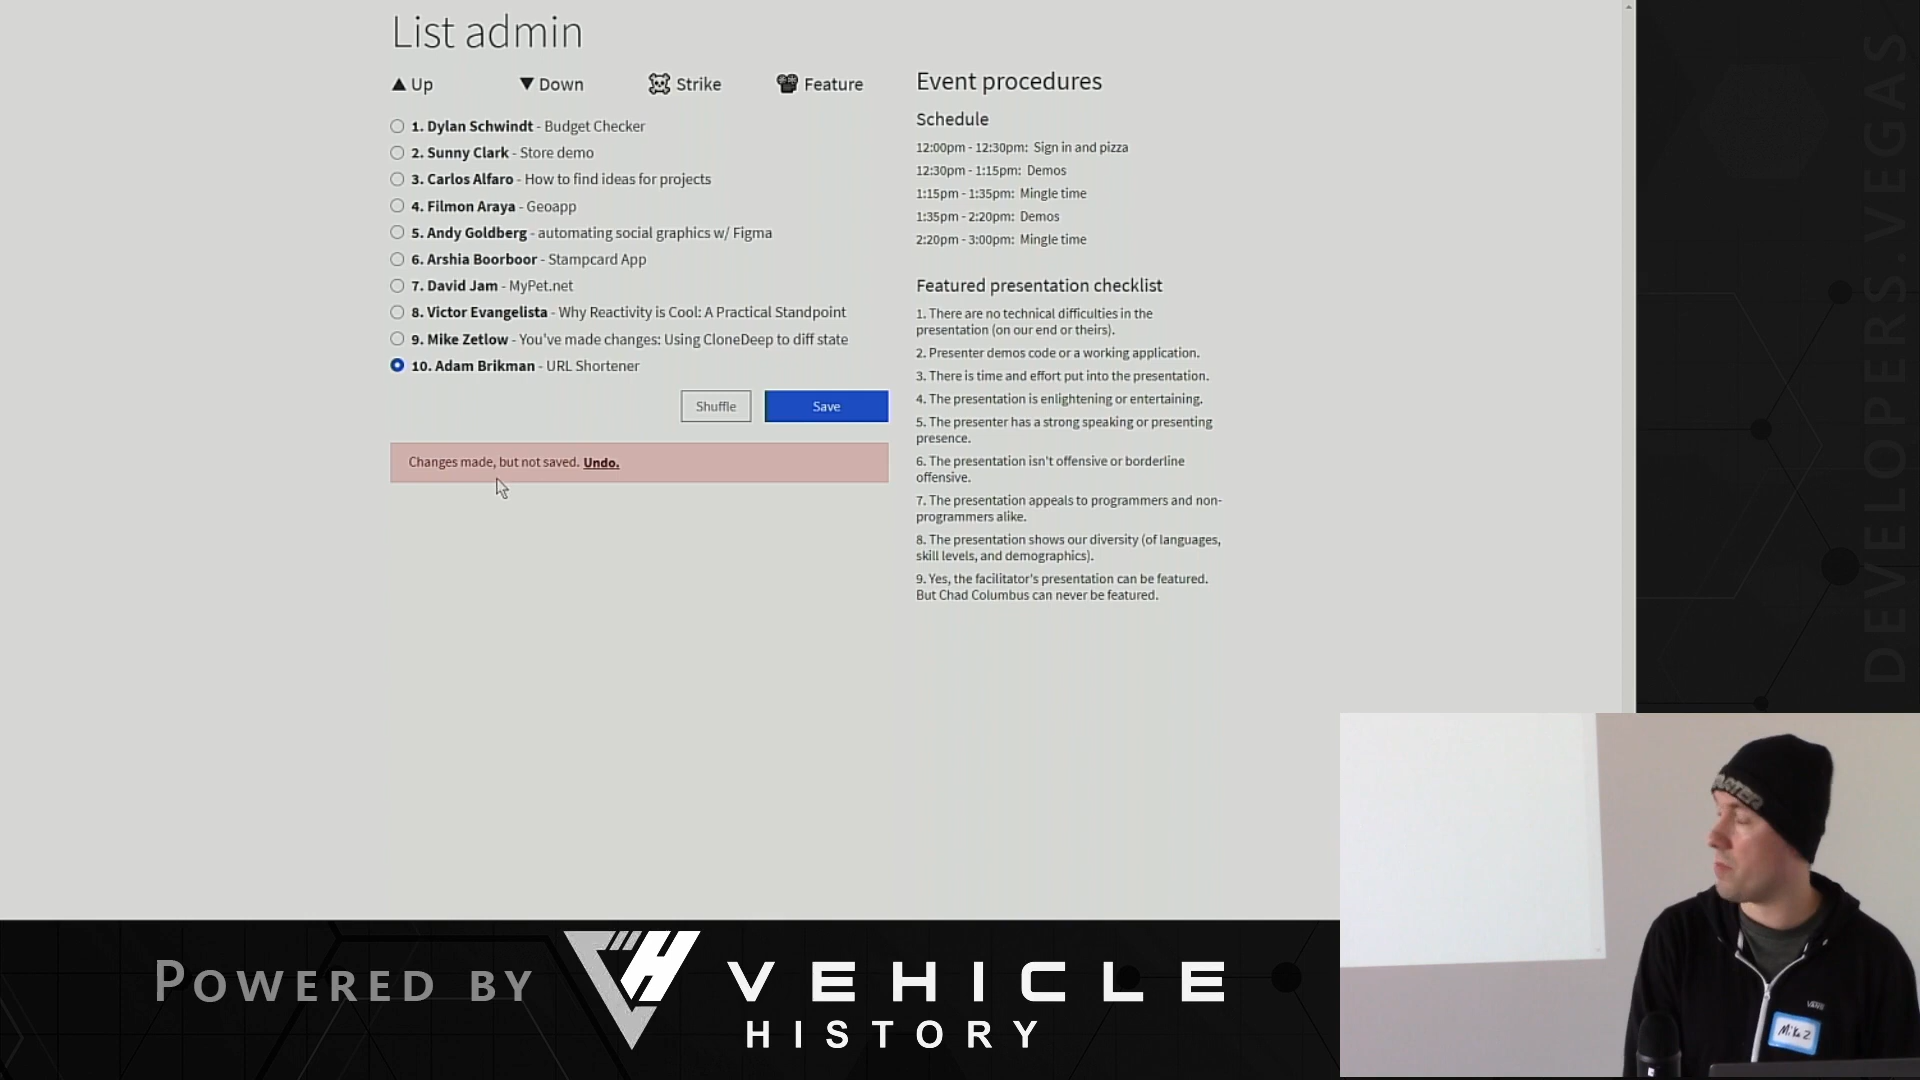 List admin
▲ Up
▼ Down
Strike
Feature
1. Dylan Schwindt - Budget Checker
2. Sunny Clark - Store demo
3. Carlos Alfaro - How to find ideas for projects
4. Filmon Araya - Geoapp
5. Andy Goldberg - automating social graphics w/ Figma
6. Arshia Boorboor - Stampcard App
7. David Jam - MyPet.net
8. Victor Evangelista - Why Reactivity is Cool: A Practical Standpoint
9. Mike Zetlow - You've made changes: Using CloneDeep to diff state
10. Adam Brikman - URL Shortener
Shuffle
Save
Changes made, but not saved. Undo.
Event procedures
Schedule
12:00pm - 12:30pm: Sign in and pizza
12:30pm - 1:15pm: Demos
1:15pm - 1:35pm: Mingle time
1:35pm - 2:20pm: Demos
2:20pm - 3:00pm: Mingle time
Featured presentation checklist
1. There are no technical difficulties in the
presentation (on our end or theirs).
2. Presenter demos code or a working application.
3. There is time and effort put into the presentation.
4. The presentation is enlightening or entertaining.
5. The presenter has a strong speaking or presenting
presence.
6. The presentation isn't offensive or borderline
offensive.
7. The presentation appeals to programmers and non-
programmers alike.
8. The presentation shows our diversity (of languages,
skill levels, and demographics).
9. Yes, the facilitator's presentation can be featured.
But Chad Columbus can never be featured.
DEVELOPERS.VEGAS
VANS
Mike Z
POWERED BY
VH
VEHICLE
HISTORY